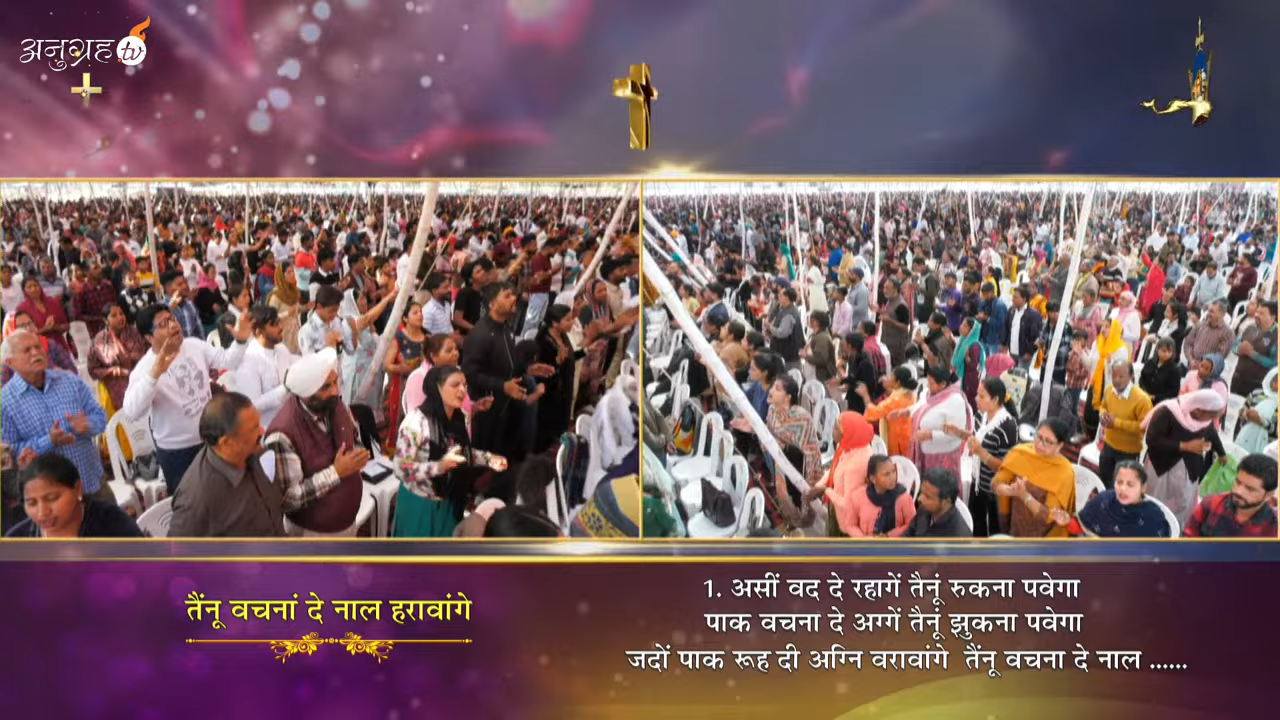 अनुग्रह tv
तैंनू वचनां दे नाल हरावांगे
1. असीं वद दे रहागें तैनूं रुकना पवेगा
पाक वचना दे अग्गें तैनूं झुकना पवेगा
जदों पाक रूह दी अग्नि वरावांगे तैंनू वचना दे नाल ......